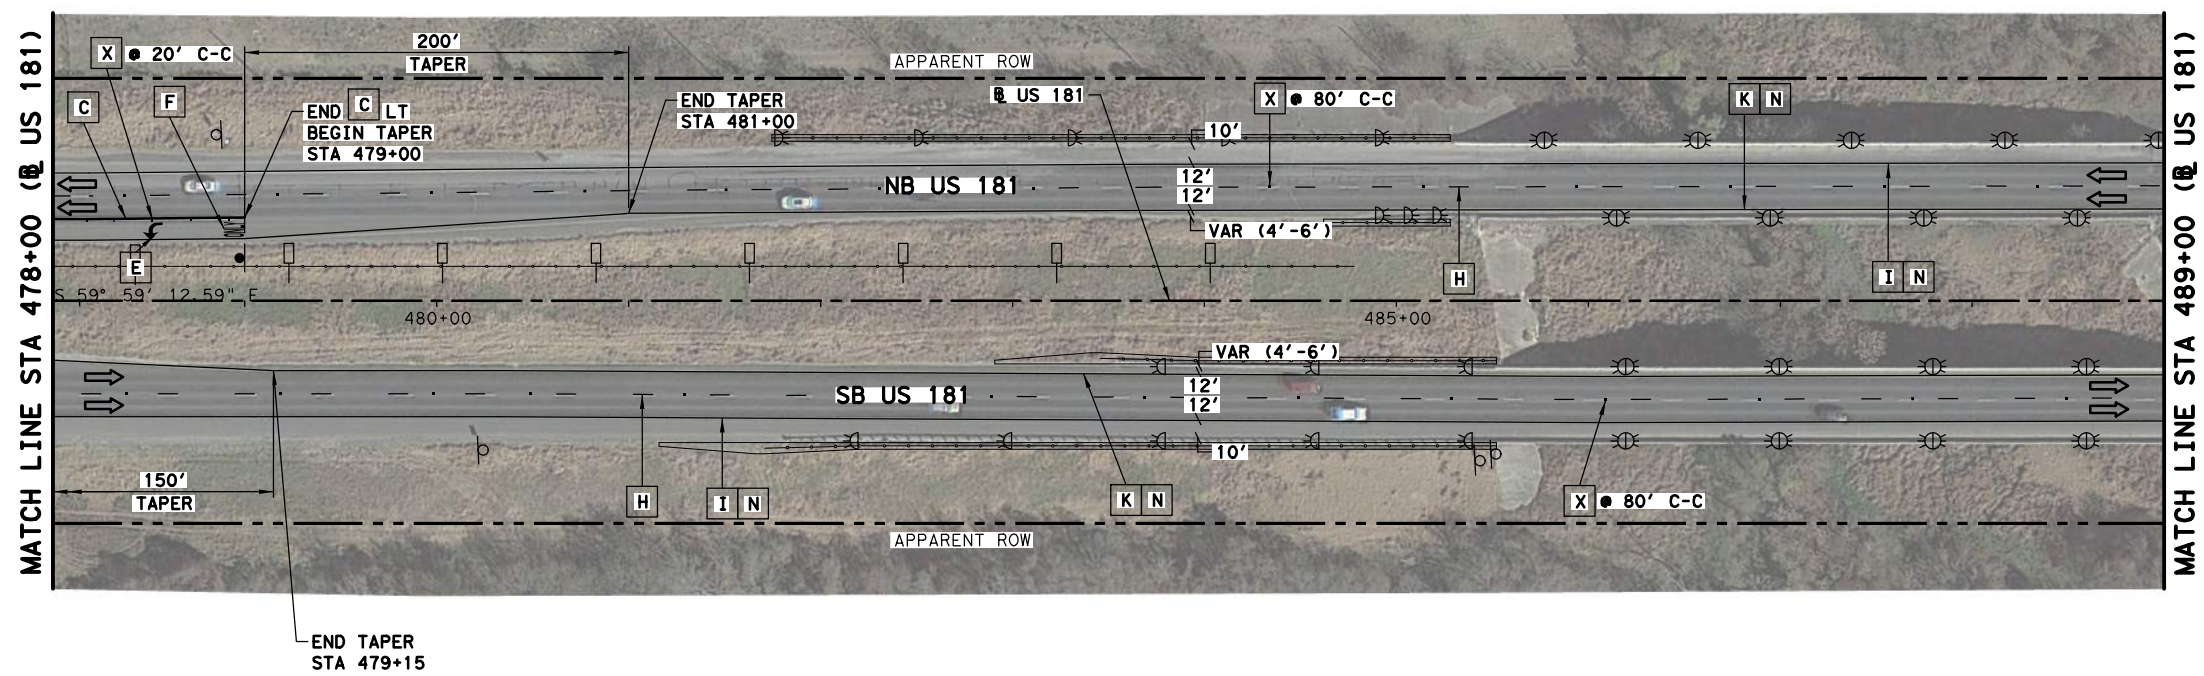 MATCH LINE STA 478+00 (BL US 181)
X @ 20' C-C
200'
TAPER
APPARENT ROW
C
F
END C LT
BEGIN TAPER
STA 479+00
END TAPER
STA 481+00
BL US 181
X @ 80' C-C
K N
10'
12'
12'
NB US 181
VAR (4'-6')
E
H
I N
S 59° 59' 12.59" E
480+00
485+00
VAR (4'-6')
12'
12'
SB US 181
10'
150'
TAPER
H
I N
K N
X @ 80' C-C
APPARENT ROW
END TAPER
STA 479+15
MATCH LINE STA 489+00 (BL US 181)